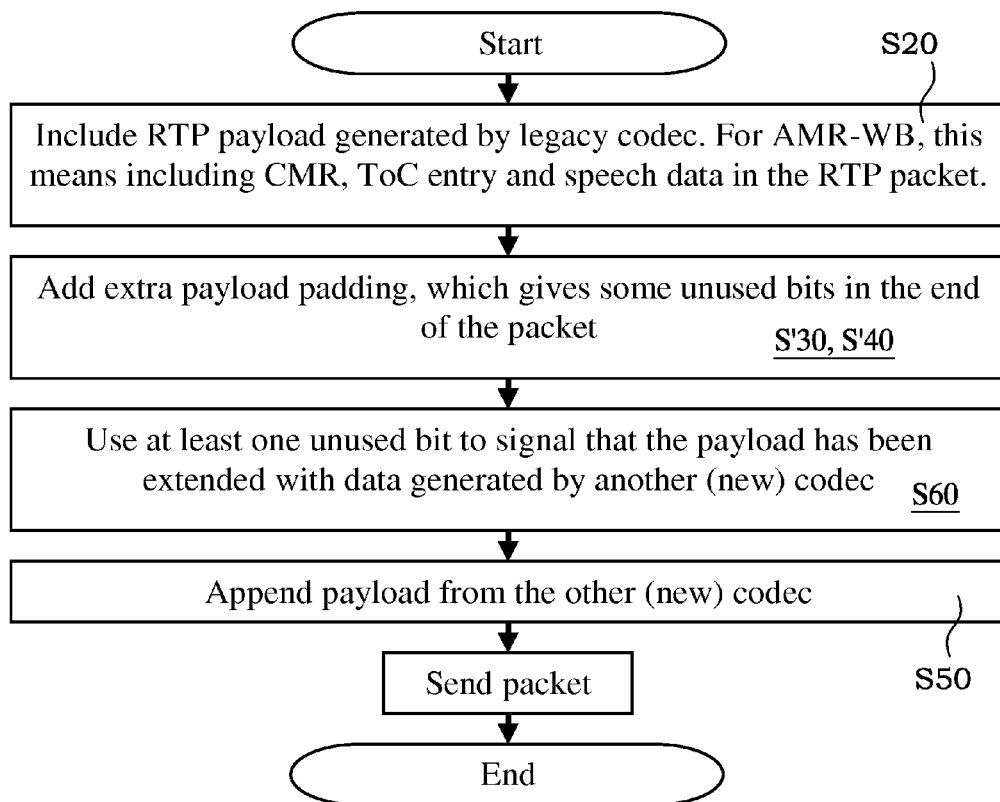 Start
S20
Include RTP payload generated by legacy codec. For AMR-WB, this
means including CMR, ToC entry and speech data in the RTP packet.
Add extra payload padding, which gives some unused bits in the end
of the packet
S'30, S'40
Use at least one unused bit to signal that the payload has been
extended with data generated by another (new) codec
S60
Append payload from the other (new) codec
S50
Send packet
End